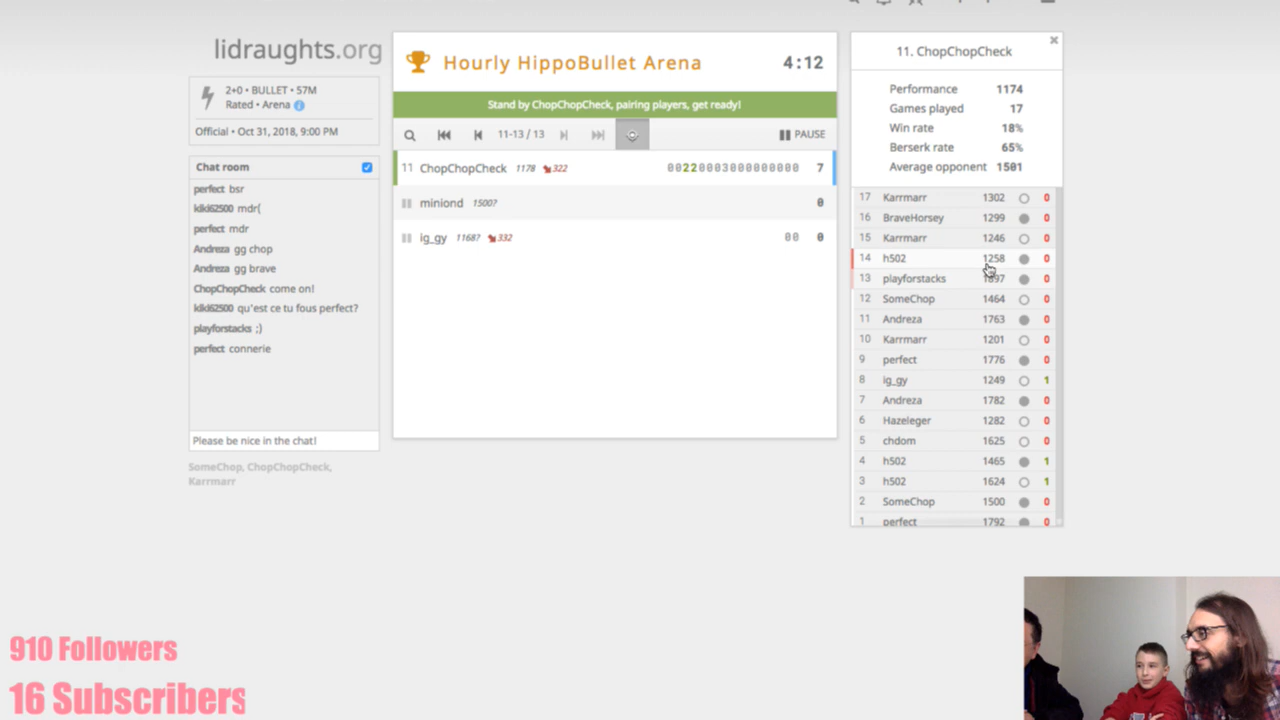 lidraughts.org
2+0 • BULLET • 57M
Rated • Arena
Official • Oct 31, 2018, 9:00 PM
Chat room
perfect bsr
kiki62500 mdr(
perfect mdr
Andreza gg chop
Andreza gg brave
ChopChopCheck come on!
kiki62500 qu'est ce tu fous perfect?
playforstacks ;)
perfect connerie
Please be nice in the chat!
SomeChop, ChopChopCheck,
Karrmarr
Hourly HippoBullet Arena 4:12
Stand by ChopChopCheck, pairing players, get ready!
11-13 / 13 PAUSE
11 ChopChopCheck 1178 322 00220003000000000 7
miniond 1500? 0
ig_gy 1168? 332 00 0
11. ChopChopCheck
Performance 1174
Games played 17
Win rate 18%
Berserk rate 65%
Average opponent 1501
17 Karrmarr 1302 0
16 BraveHorsey 1299 0
15 Karrmarr 1246 0
14 h502 1258 0
13 playforstacks 1897 0
12 SomeChop 1464 0
11 Andreza 1763 0
10 Karrmarr 1201 0
9 perfect 1776 0
8 ig_gy 1249 1
7 Andreza 1782 0
6 Hazeleger 1282 0
5 chdom 1625 0
4 h502 1465 1
3 h502 1624 1
2 SomeChop 1500 0
1 perfect 1792 0
910 Followers
16 Subscribers